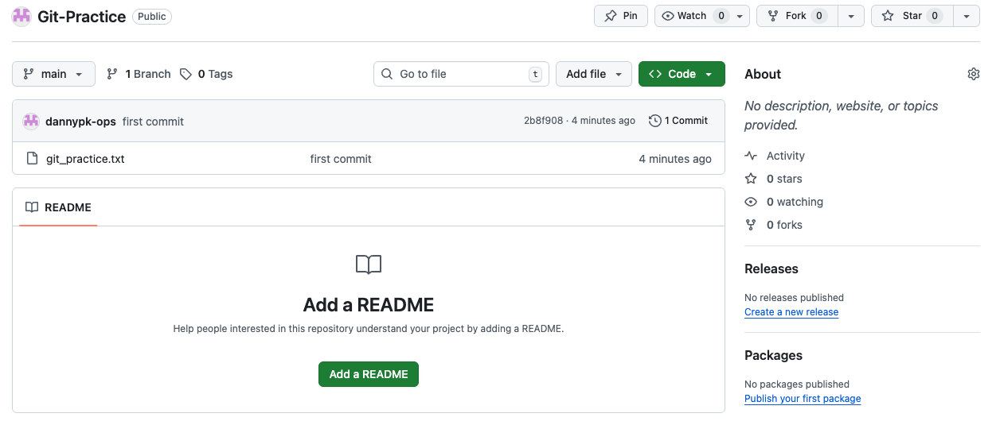 Git-Practice Public Pin Watch 0 Fork 0 Star 0
main 1 Branch 0 Tags Go to file t Add file Code
dannypk-ops first commit 2b8f908 · 4 minutes ago 1 Commit
git_practice.txt first commit 4 minutes ago
README
Add a README
Help people interested in this repository understand your project by adding a README.
Add a README
About
No description, website, or topics
provided.
Activity
0 stars
0 watching
0 forks
Releases
No releases published
Create a new release
Packages
No packages published
Publish your first package